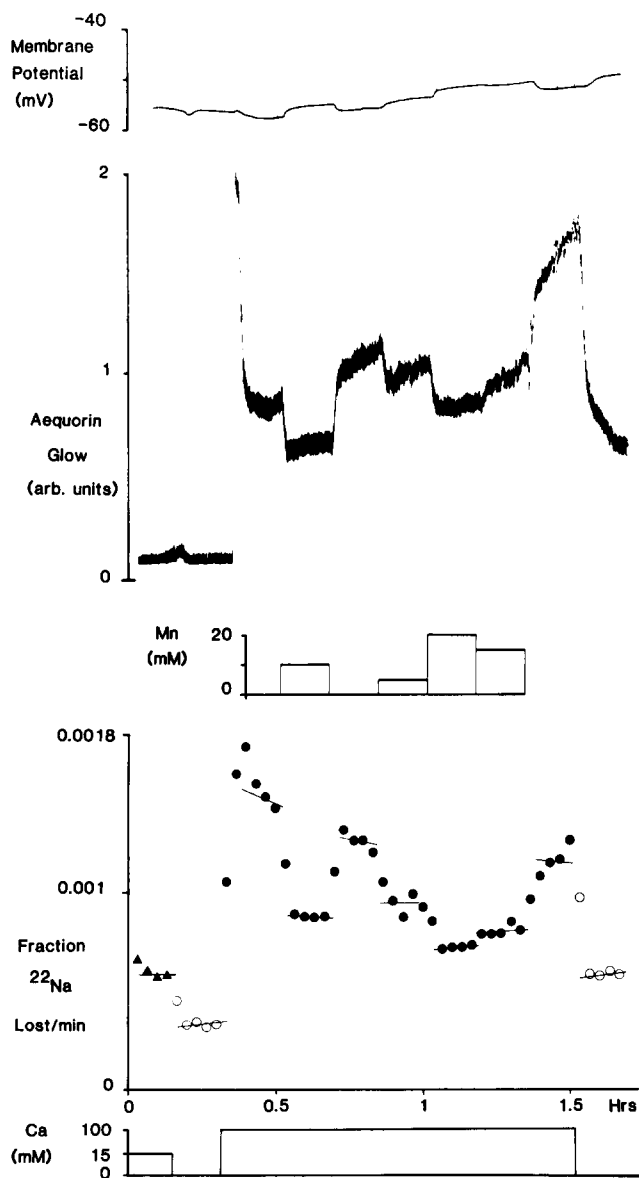 -40
Membrane
Potential
(mV)
-60
2
1
Aequorin
Glow
(arb. units)
0
Mn
(mM)
20
0
0.0018
0.001
Fraction
22Na
Lost/min
0
0
0.5
1
1.5
Hrs
Ca
(mM)
100
15
0